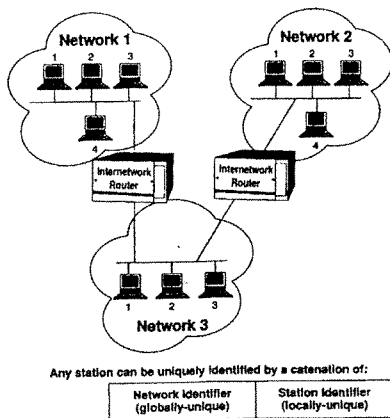 Network 1
Network 2
1 2 3
1 2 3
4
4
Internetwork
Router
Internetwork
Router
1 2 3
Network 3
Any station can be uniquely identified by a catenation of:
Network Identifier
(globally-unique)
Station Identifier
(locally-unique)